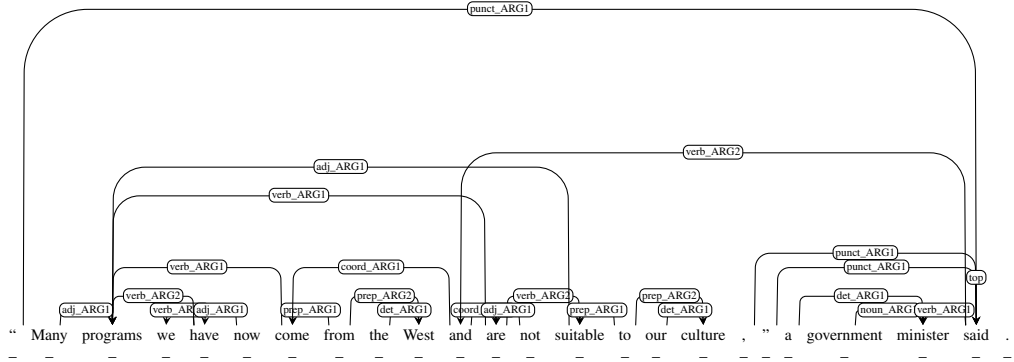 punct_ARG1
verb_ARG2
adj_ARG1
verb_ARG1
punct_ARG1
verb_ARG1 coord_ARG1 punct_ARG1
top
verb_ARG2 prep_ARG2 verb_ARG2 prep_ARG2 det_ARG1
adj_ARG1 verb_AR adj_ARG1 prep_ARG1 det_ARG1 coord adj_ARG1 prep_ARG1 det_ARG1 noun_ARG verb_ARG1
“ Many programs we have now come from the West and are not suitable to our culture , ” a government minister said .